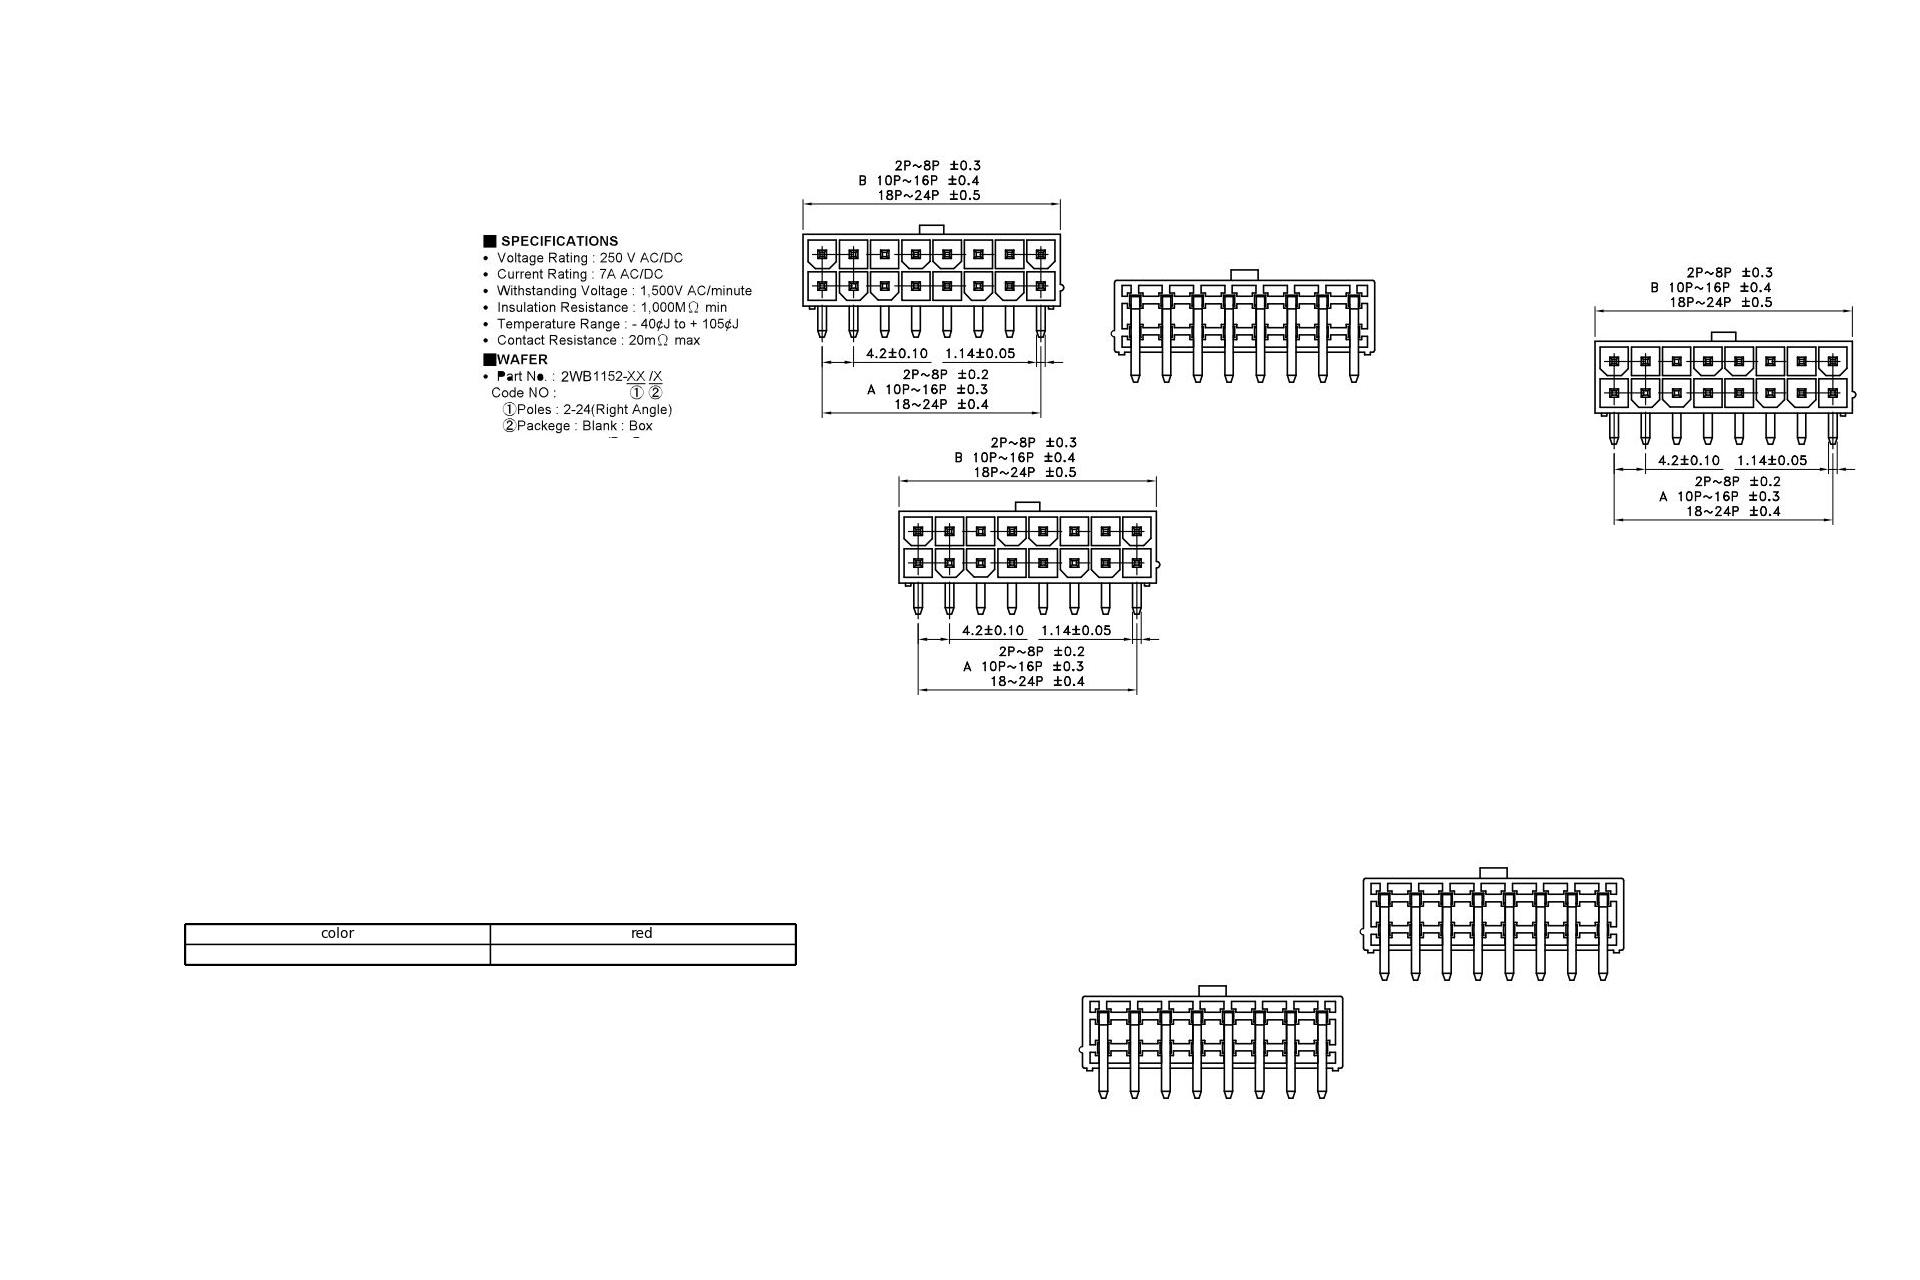 2P~8P ±0.3
B 10P~16P ±0.4
18P~24P ±0.5
■ SPECIFICATIONS
• Voltage Rating : 250 V AC/DC
• Current Rating : 7A AC/DC
• Withstanding Voltage : 1,500V AC/minute
• Insulation Resistance : 1,000MΩ min
• Temperature Range : - 40¢J to + 105¢J
• Contact Resistance : 20mΩ max
■WAFER
• Part No. : 2WB1152-XX /X
Code NO : ① ②
①Poles : 2-24(Right Angle)
②Packege : Blank : Box
4.2±0.10 1.14±0.05
2P~8P ±0.2
A 10P~16P ±0.3
18~24P ±0.4
2P~8P ±0.3
B 10P~16P ±0.4
18P~24P ±0.5
4.2±0.10 1.14±0.05
2P~8P ±0.2
A 10P~16P ±0.3
18~24P ±0.4
2P~8P ±0.3
B 10P~16P ±0.4
18P~24P ±0.5
4.2±0.10 1.14±0.05
2P~8P ±0.2
A 10P~16P ±0.3
18~24P ±0.4
color red